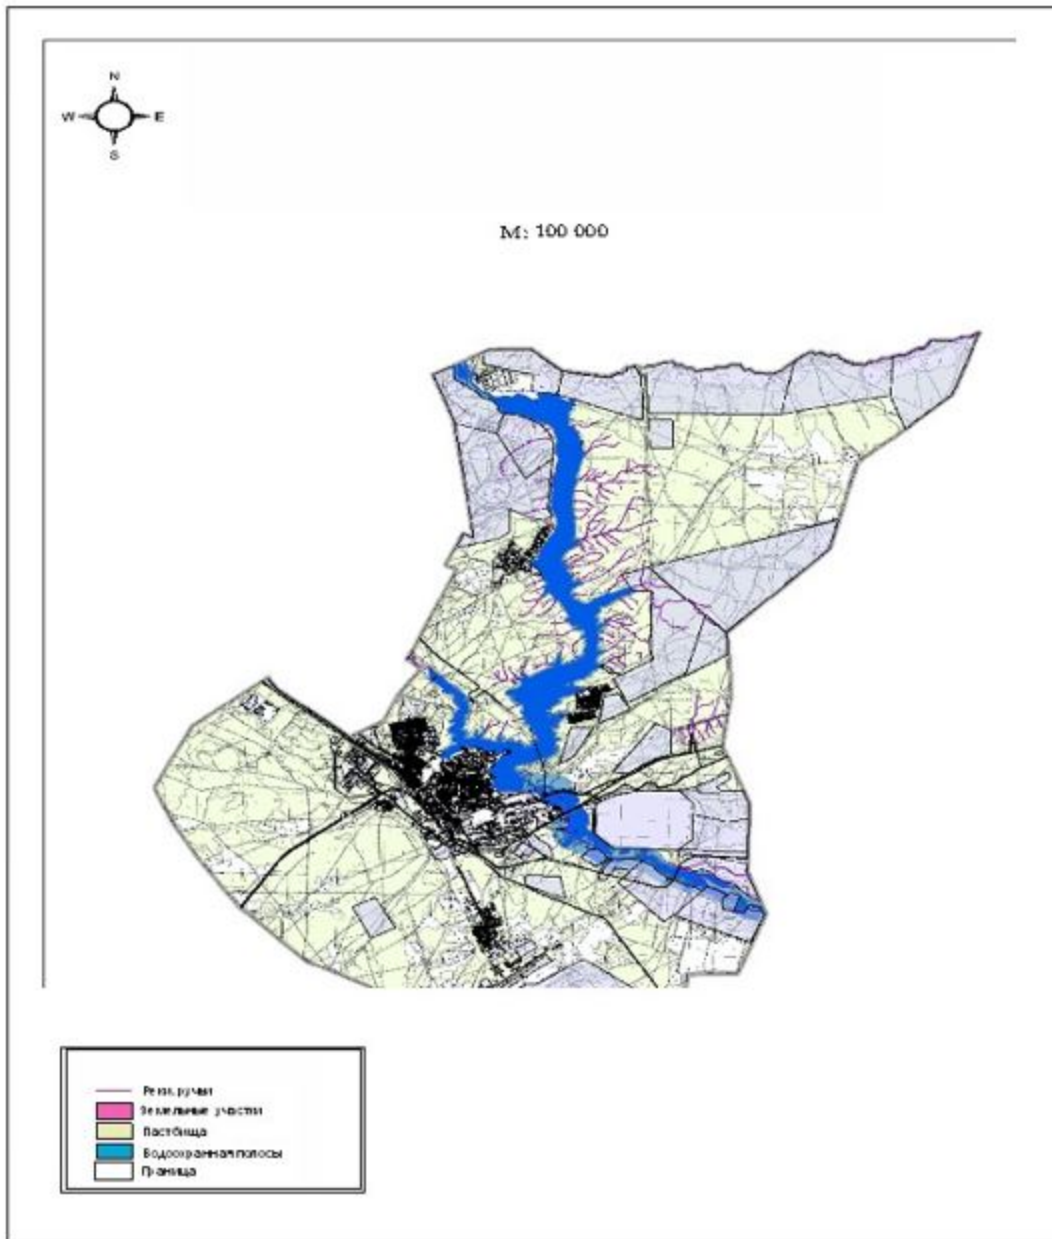 N
W E
S
М: 100 000
Реки, ручьи
Земельные участки
Пастбища
Водоохранная полосы
Граница